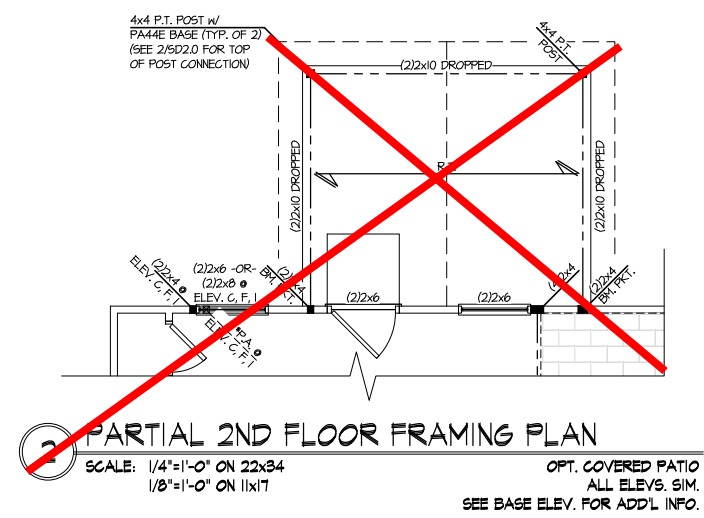 4x4 P.T. POST w/
PA44E BASE (TYP. OF 2)
(SEE 2/SD2.0 FOR TOP
OF POST CONNECTION)
4x4 P.T.
POST
(2)2x10 DROPPED
(2)2x10 DROPPED
(2)2x10 DROPPED
(2)2x4 @
ELEV. C, F, I
(2)2x6 -OR-
(2)2x8 @
ELEV. C, F, I
(2)2x4
BM. PKT.
(2)2x6
(2)2x6
(2)2x4
(2)2x4
BM. PKT.
"P.A. @
ELEV. C, F, I
2
PARTIAL 2ND FLOOR FRAMING PLAN
SCALE: 1/4"=1'-0" ON 22x34
1/8"=1'-0" ON 11x17
OPT. COVERED PATIO
ALL ELEVS. SIM.
SEE BASE ELEV. FOR ADD'L INFO.